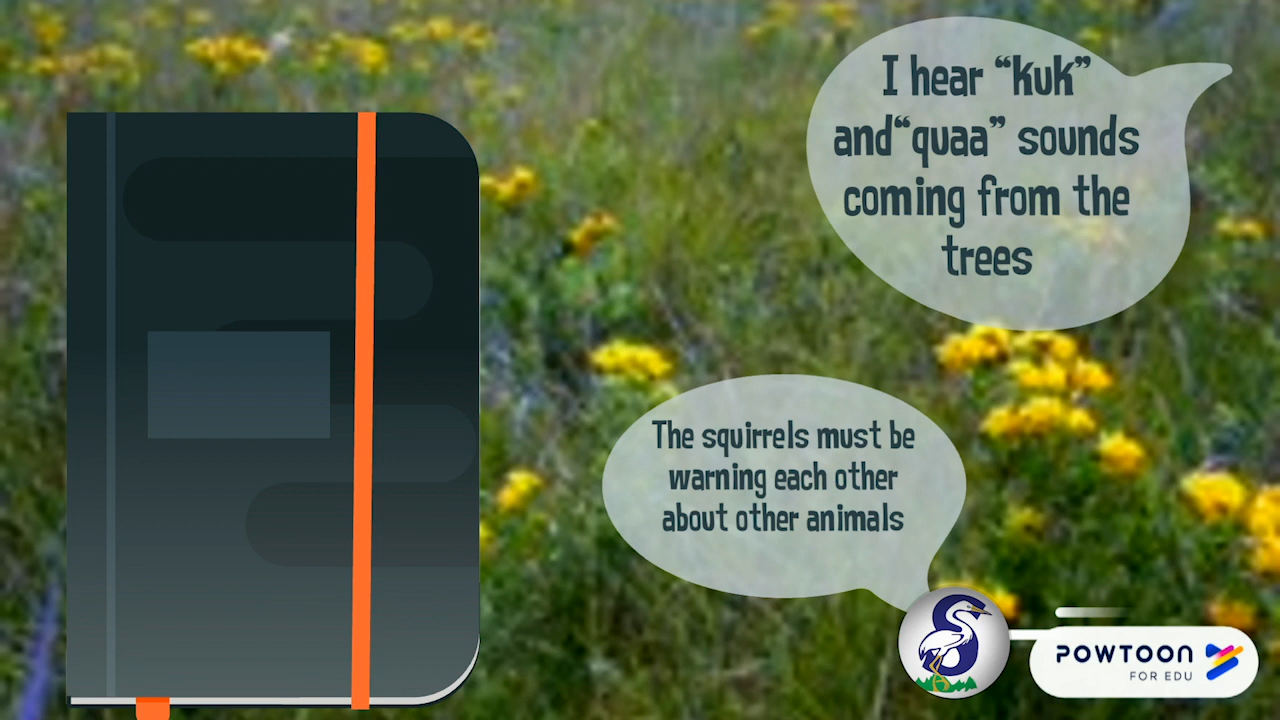 I hear “kuk”
and“quaa” sounds
coming from the
trees
The squirrels must be
warning each other
about other animals
S
POWTOON
FOR EDU